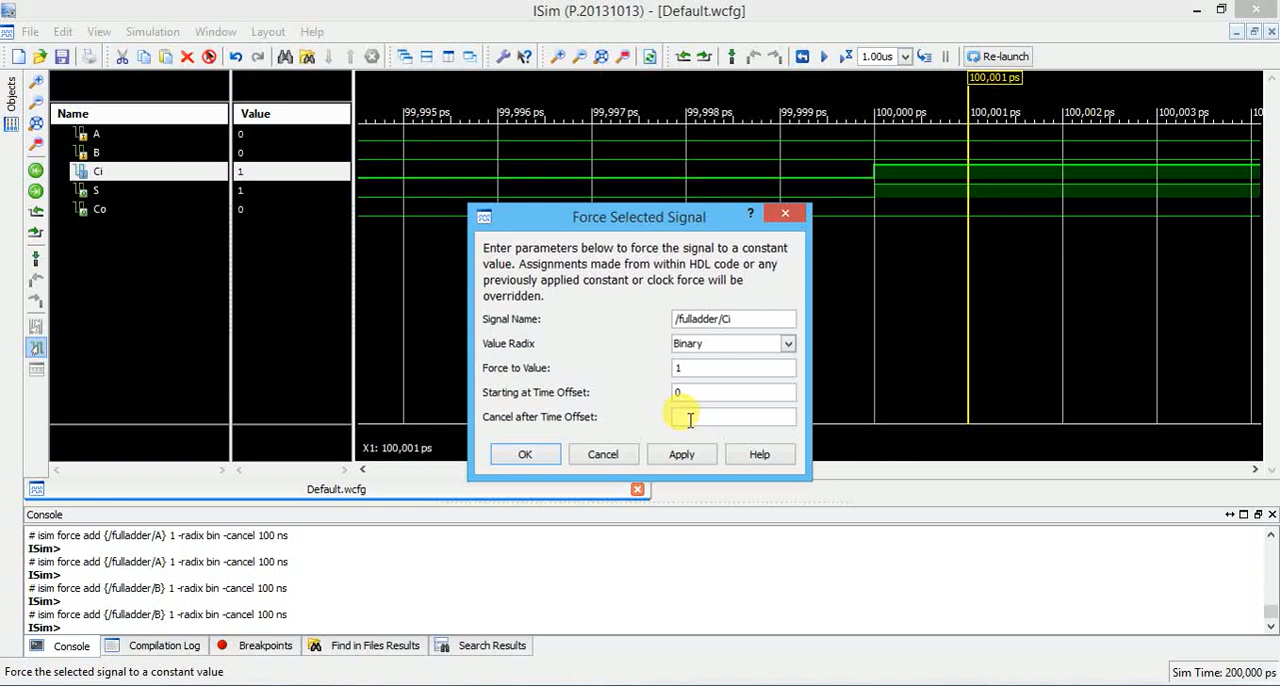 ISim (P.20131013) - [Default.wcfg]
File Edit View Simulation Window Layout Help
1.00us Re-launch
Objects
100,001 ps
Name Value
99,995 ps 99,996 ps 99,997 ps 99,998 ps 99,999 ps 100,000 ps 100,001 ps 100,002 ps 100,003 ps
A 0
B 0
Ci 1
S 1
Co 0
Force Selected Signal
Enter parameters below to force the signal to a constant
value. Assignments made from within HDL code or any
previously applied constant or clock force will be
overridden.
Signal Name: /fulladder/Ci
Value Radix Binary
Force to Value: 1
Starting at Time Offset: 0
Cancel after Time Offset:
OK Cancel Apply Help
X1: 100,001 ps
Default.wcfg
Console
# isim force add {/fulladder/A} 1 -radix bin -cancel 100 ns
ISim>
# isim force add {/fulladder/A} 1 -radix bin -cancel 100 ns
ISim>
# isim force add {/fulladder/B} 1 -radix bin -cancel 100 ns
ISim>
# isim force add {/fulladder/B} 1 -radix bin -cancel 100 ns
ISim>
Console Compilation Log Breakpoints Find in Files Results Search Results
Force the selected signal to a constant value
Sim Time: 200,000 ps